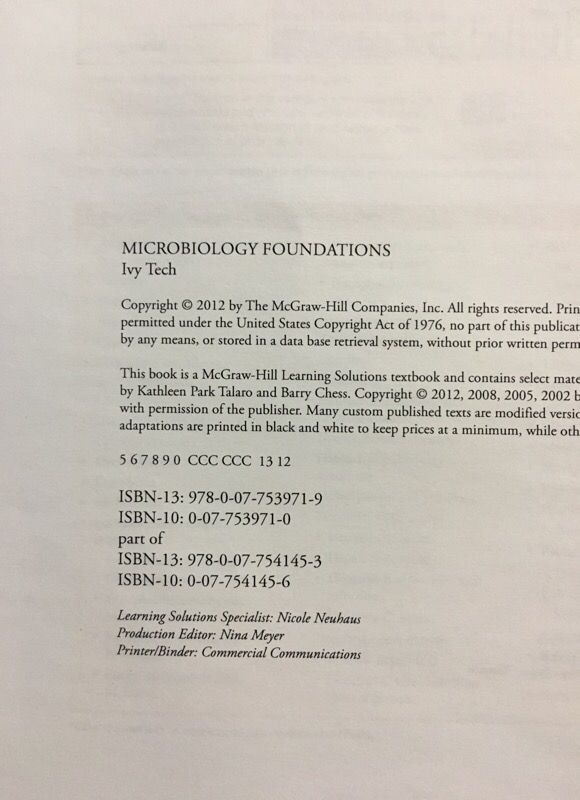 MICROBIOLOGY FOUNDATIONS
Ivy Tech
Copyright © 2012 by The McGraw-Hill Companies, Inc. All rights reserved.
permitted under the United States Copyright Act of 1976, no part of this
by any means, or stored in a data base retrieval system, without prior written
This book is a McGraw-Hill Learning Solutions textbook and contains select
by Kathleen Park Talaro and Barry Chess. Copyright © 2012, 2008, 2005, 2002
with permission of the publisher. Many custom published texts are modified
adaptations are printed in black and white to keep prices at a minimum, while
5 6 7 8 9 0 CCC CCC 13 12
ISBN-13: 978-0-07-753971-9
ISBN-10: 0-07-753971-0
part of
ISBN-13: 978-0-07-754145-3
ISBN-10: 0-07-754145-6
Learning Solutions Specialist: Nicole Neuhaus
Production Editor: Nina Meyer
Printer/Binder: Commercial Communications